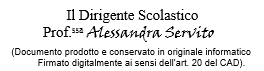 Il Dirigente Scolastico
Prof.ssa Alessandra Servito
(Documento prodotto e conservato in originale informatico
Firmato digitalmente ai sensi dell'art. 20 del CAD).